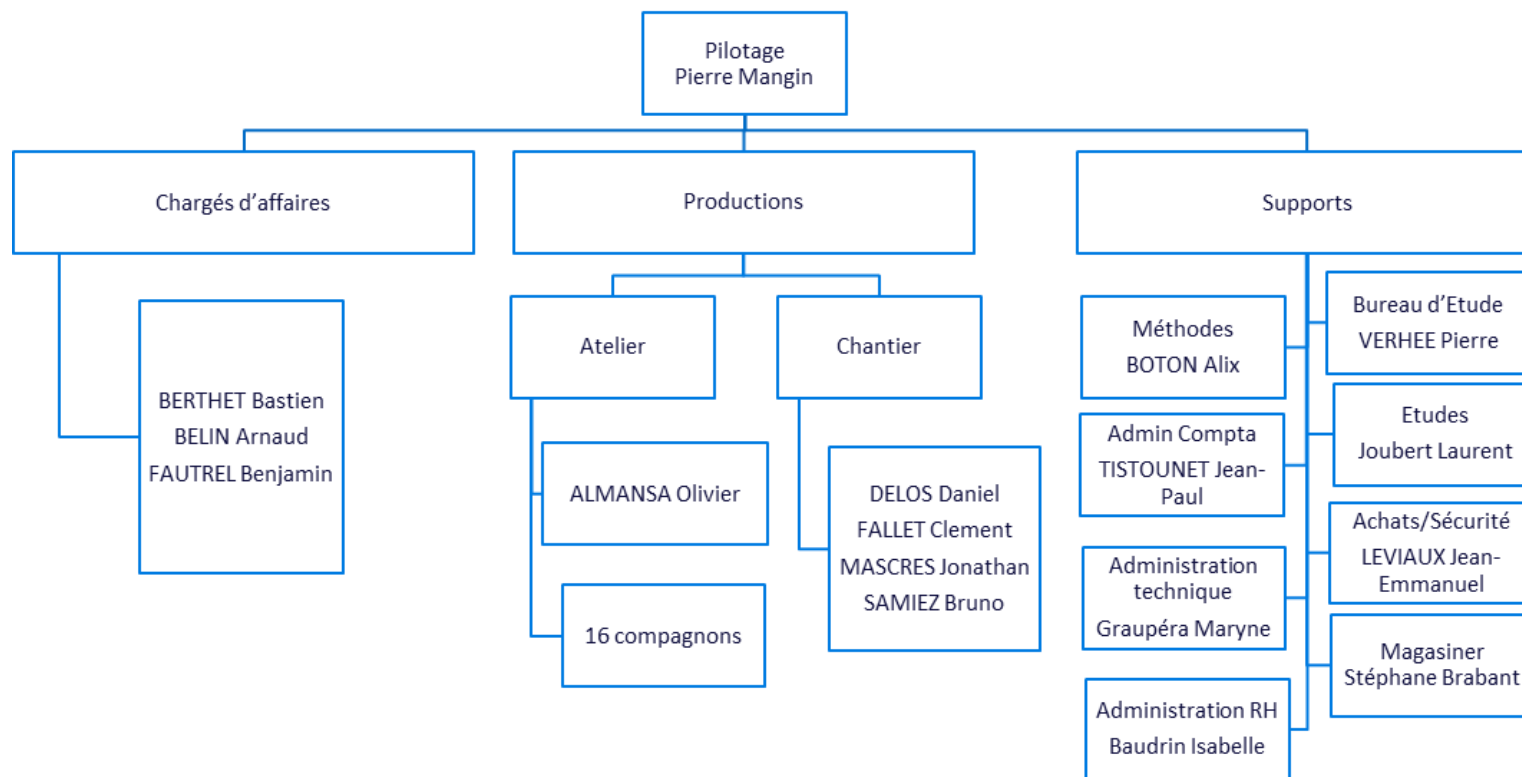 Pilotage
Pierre Mangin
Chargés d’affaires
Productions
Supports
BERTHET Bastien
BELIN Arnaud
FAUTREL Benjamin
Atelier
Chantier
ALMANSA Olivier
16 compagnons
DELOS Daniel
FALLET Clement
MASCRES Jonathan
SAMIEZ Bruno
Méthodes
BOTON Alix
Bureau d’Etude
VERHEE Pierre
Admin Compta
TISTOUNET Jean-
Paul
Etudes
Joubert Laurent
Administration
technique
Graupéra Maryne
Achats/Sécurité
LEVIAUX Jean-
Emmanuel
Administration RH
Baudrin Isabelle
Magasiner
Stéphane Brabant